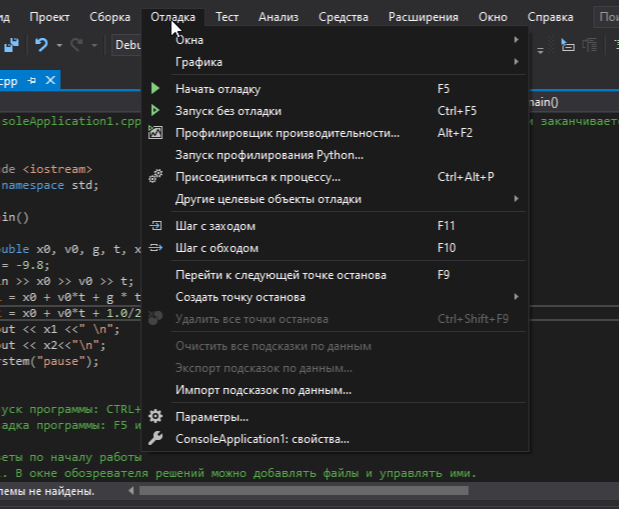 ид Проект Сборка Отладка Тест Анализ Средства Расширения Окно Справка Пои
Debu
cpp
Окна
Графика
Начать отладку F5
Запуск без отладки Ctrl+F5
Профилировщик производительности... Alt+F2
Запуск профилирования Python...
Присоединиться к процессу... Ctrl+Alt+P
Другие целевые объекты отладки
Шаг с заходом F11
Шаг с обходом F10
Перейти к следующей точке останова F9
Создать точку останова
Удалить все точки останова Ctrl+Shift+F9
Очистить все подсказки по данным
Экспорт подсказок по данным...
Импорт подсказок по данным...
Параметры...
ConsoleApplication1: свойства...
main()
soleApplication1.cpp и заканчивает
ude <iostream>
namespace std;
in()
uble x0, v0, g, t, x
= -9.8;
n >> x0 >> v0 >> t;
= x0 + v0*t + g * t
= x0 + v0*t + 1.0/2
out << x1 <<" \n";
out << x2<<"\n";
stem("pause");
уск программы: CTRL+
адка программы: F5 и
веты по началу работы
. В окне обозревателя решений можно добавлять файлы и управлять ими.
лемы не найдены.